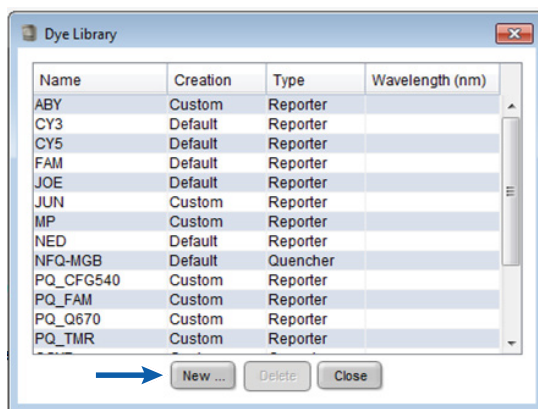 Dye Library
Name Creation Type Wavelength (nm)
ABY Custom Reporter
CY3 Default Reporter
CY5 Default Reporter
FAM Default Reporter
JOE Default Reporter
JUN Custom Reporter
MP Custom Reporter
NED Default Reporter
NFQ-MGB Default Quencher
PQ_CFG540 Custom Reporter
PQ_FAM Custom Reporter
PQ_Q670 Custom Reporter
PQ_TMR Custom Reporter
New ... Delete Close